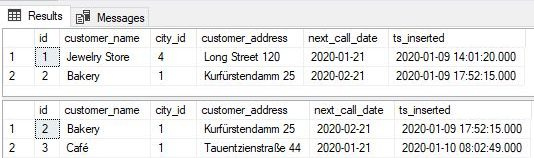 Results Messages
id customer_name city_id customer_address next_call_date ts_inserted
1 1 Jewelry Store 4 Long Street 120 2020-01-21 2020-01-09 14:01:20.000
2 2 Bakery 1 Kurfürstendamm 25 2020-02-21 2020-01-09 17:52:15.000
id customer_name city_id customer_address next_call_date ts_inserted
1 2 Bakery 1 Kurfürstendamm 25 2020-02-21 2020-01-09 17:52:15.000
2 3 Café 1 Tauentzienstraße 44 2020-01-21 2020-01-10 08:02:49.000